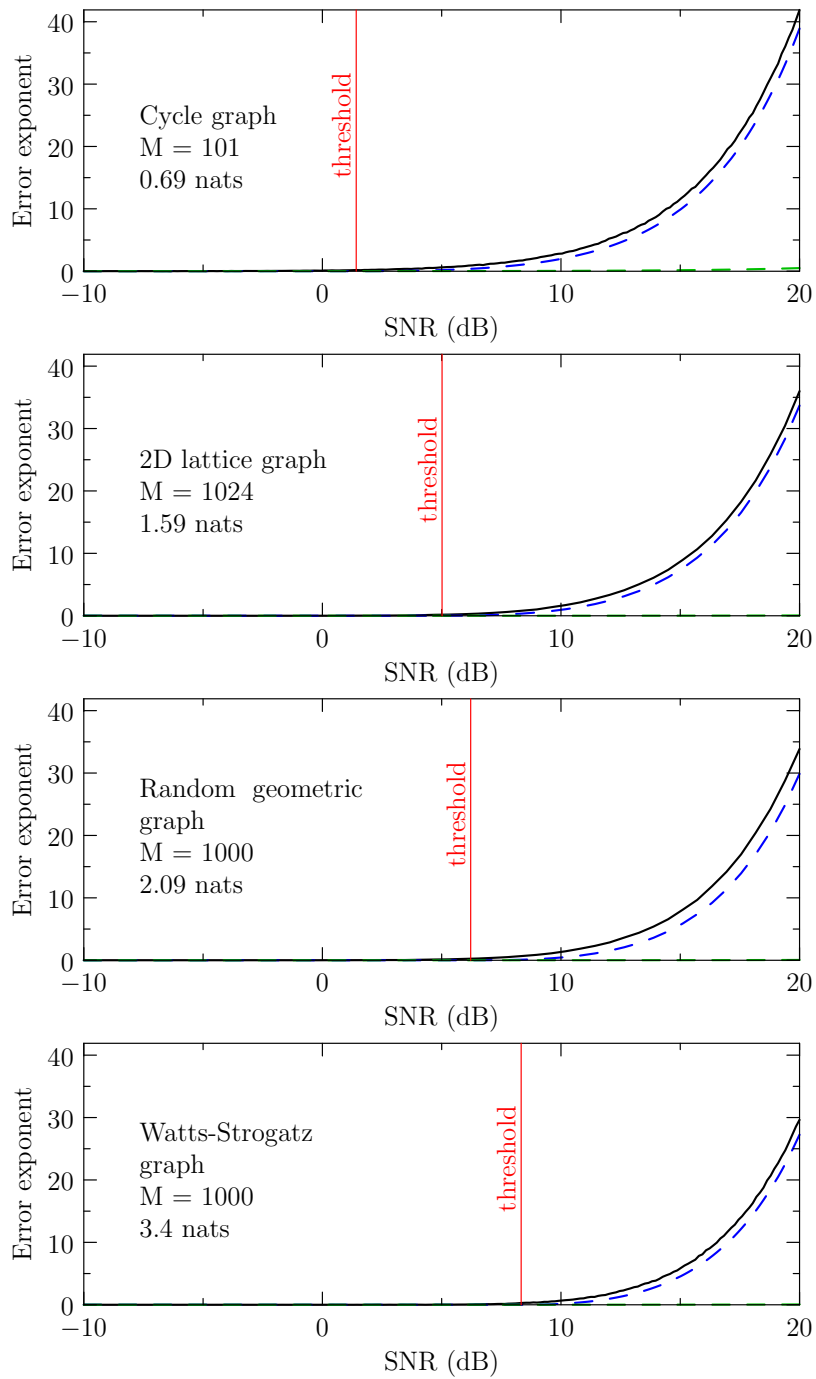 40
30
20
10
0
Error exponent
Cycle graph
M = 101
0.69 nats
threshold
−10
0
10
20
SNR (dB)
40
30
20
10
0
Error exponent
2D lattice graph
M = 1024
1.59 nats
threshold
−10
0
10
20
SNR (dB)
40
30
20
10
0
Error exponent
Random geometric
graph
M = 1000
2.09 nats
threshold
−10
0
10
20
SNR (dB)
40
30
20
10
0
Error exponent
Watts-Strogatz
graph
M = 1000
3.4 nats
threshold
−10
0
10
20
SNR (dB)